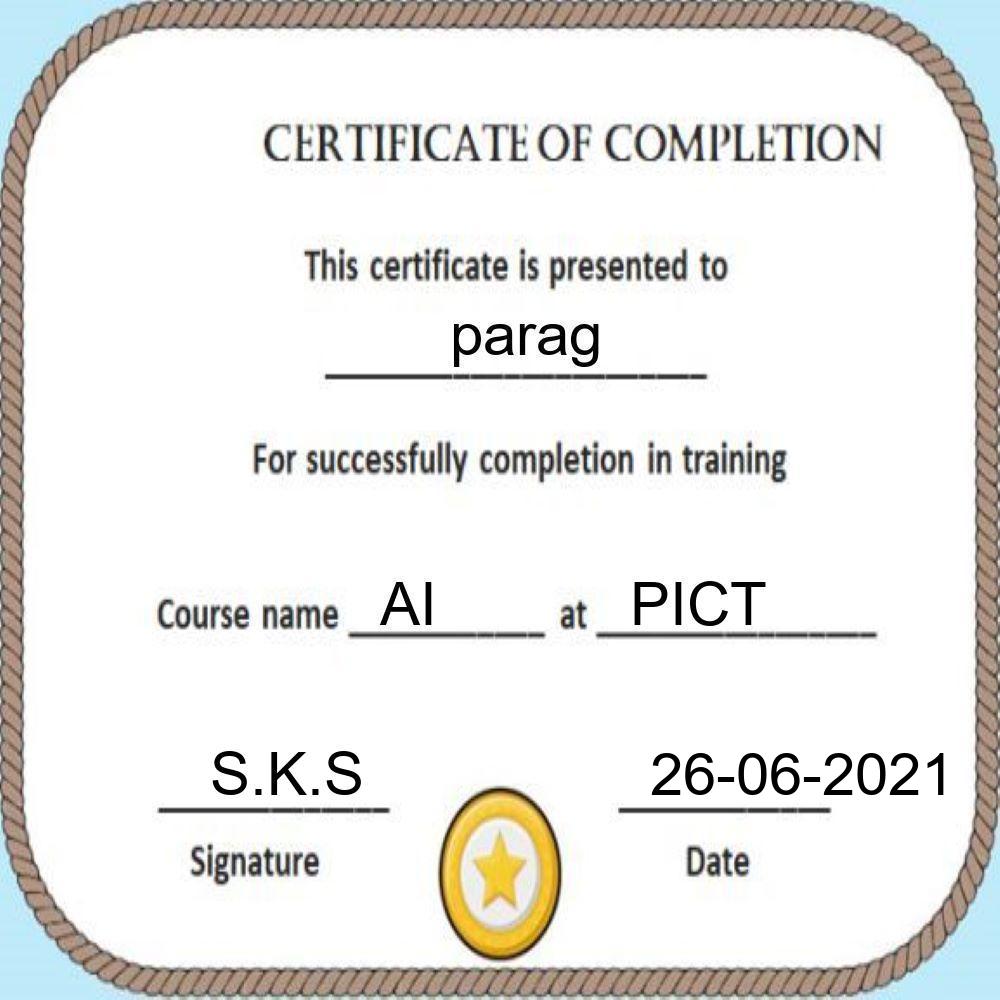 CERTIFICATE OF COMPLETION
This certificate is presented to
parag
For successfully completion in training
Course name AI at PICT
S.K.S 26-06-2021
Signature Date